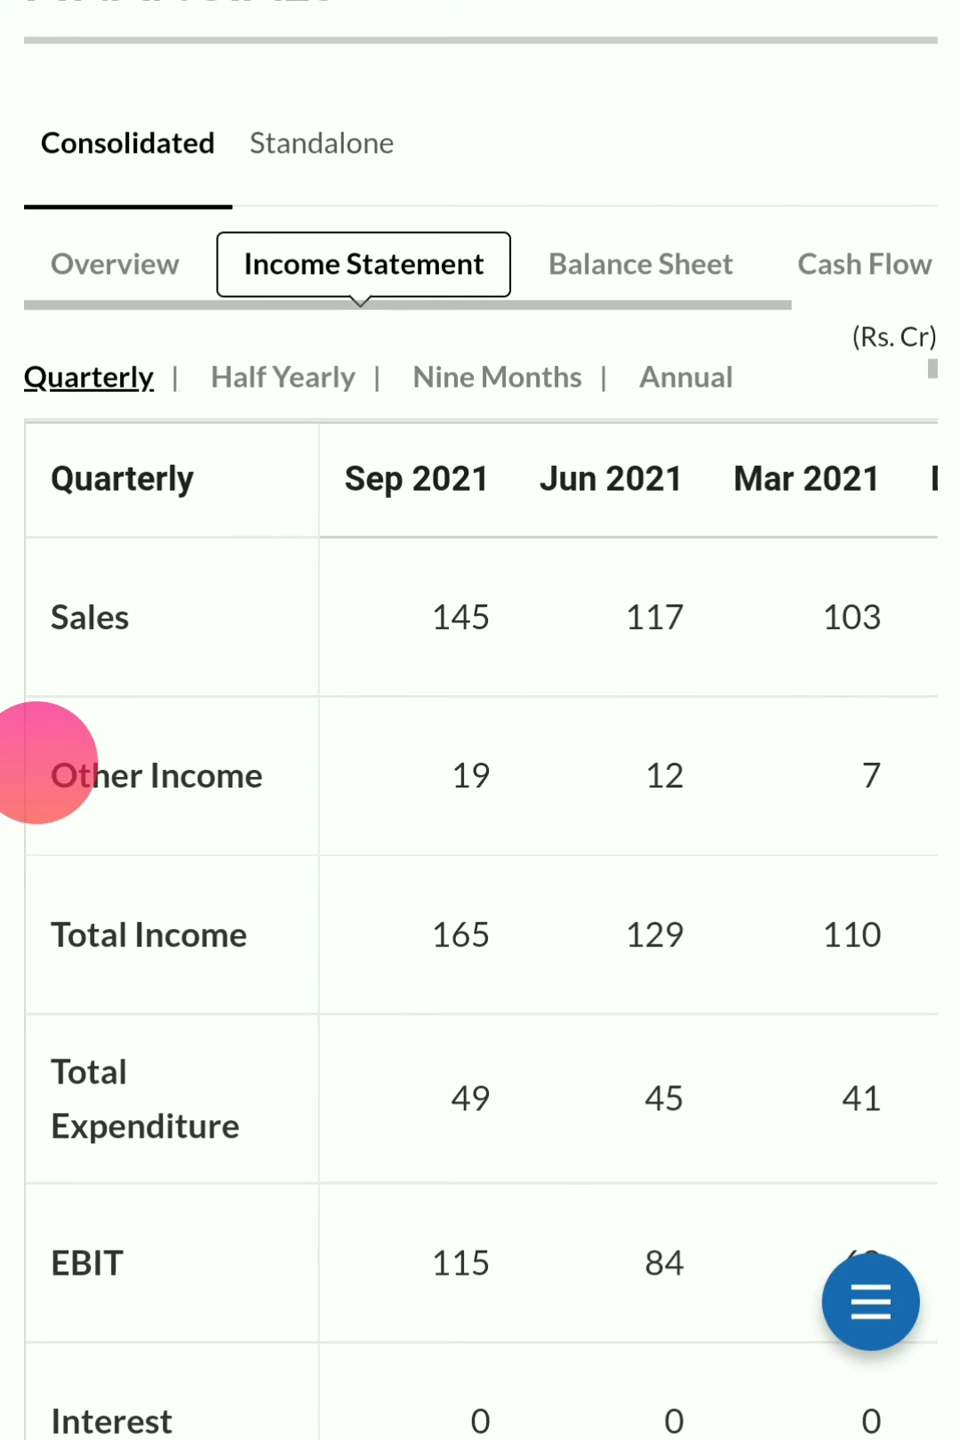 Consolidated Standalone
Overview Income Statement Balance Sheet Cash Flow
(Rs. Cr)
Quarterly | Half Yearly | Nine Months | Annual
Quarterly Sep 2021 Jun 2021 Mar 2021
Sales 145 117 103
Other Income 19 12 7
Total Income 165 129 110
Total
Expenditure 49 45 41
EBIT 115 84
Interest 0 0 0